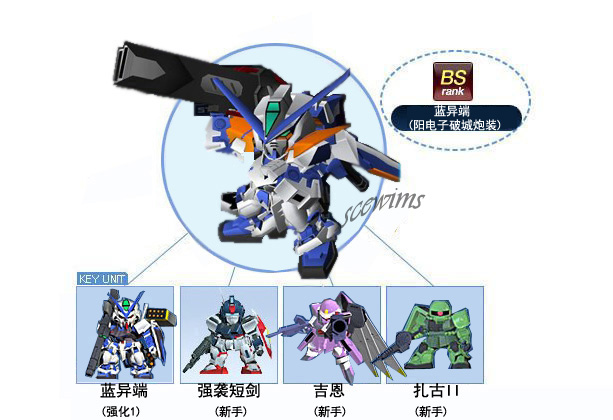 BS
rank
蓝异端
(阳电子破城炮装)
scewims
KEY UNIT
蓝异端
(强化1)
强袭短剑
(新手)
吉恩
(新手)
扎古II
(新手)